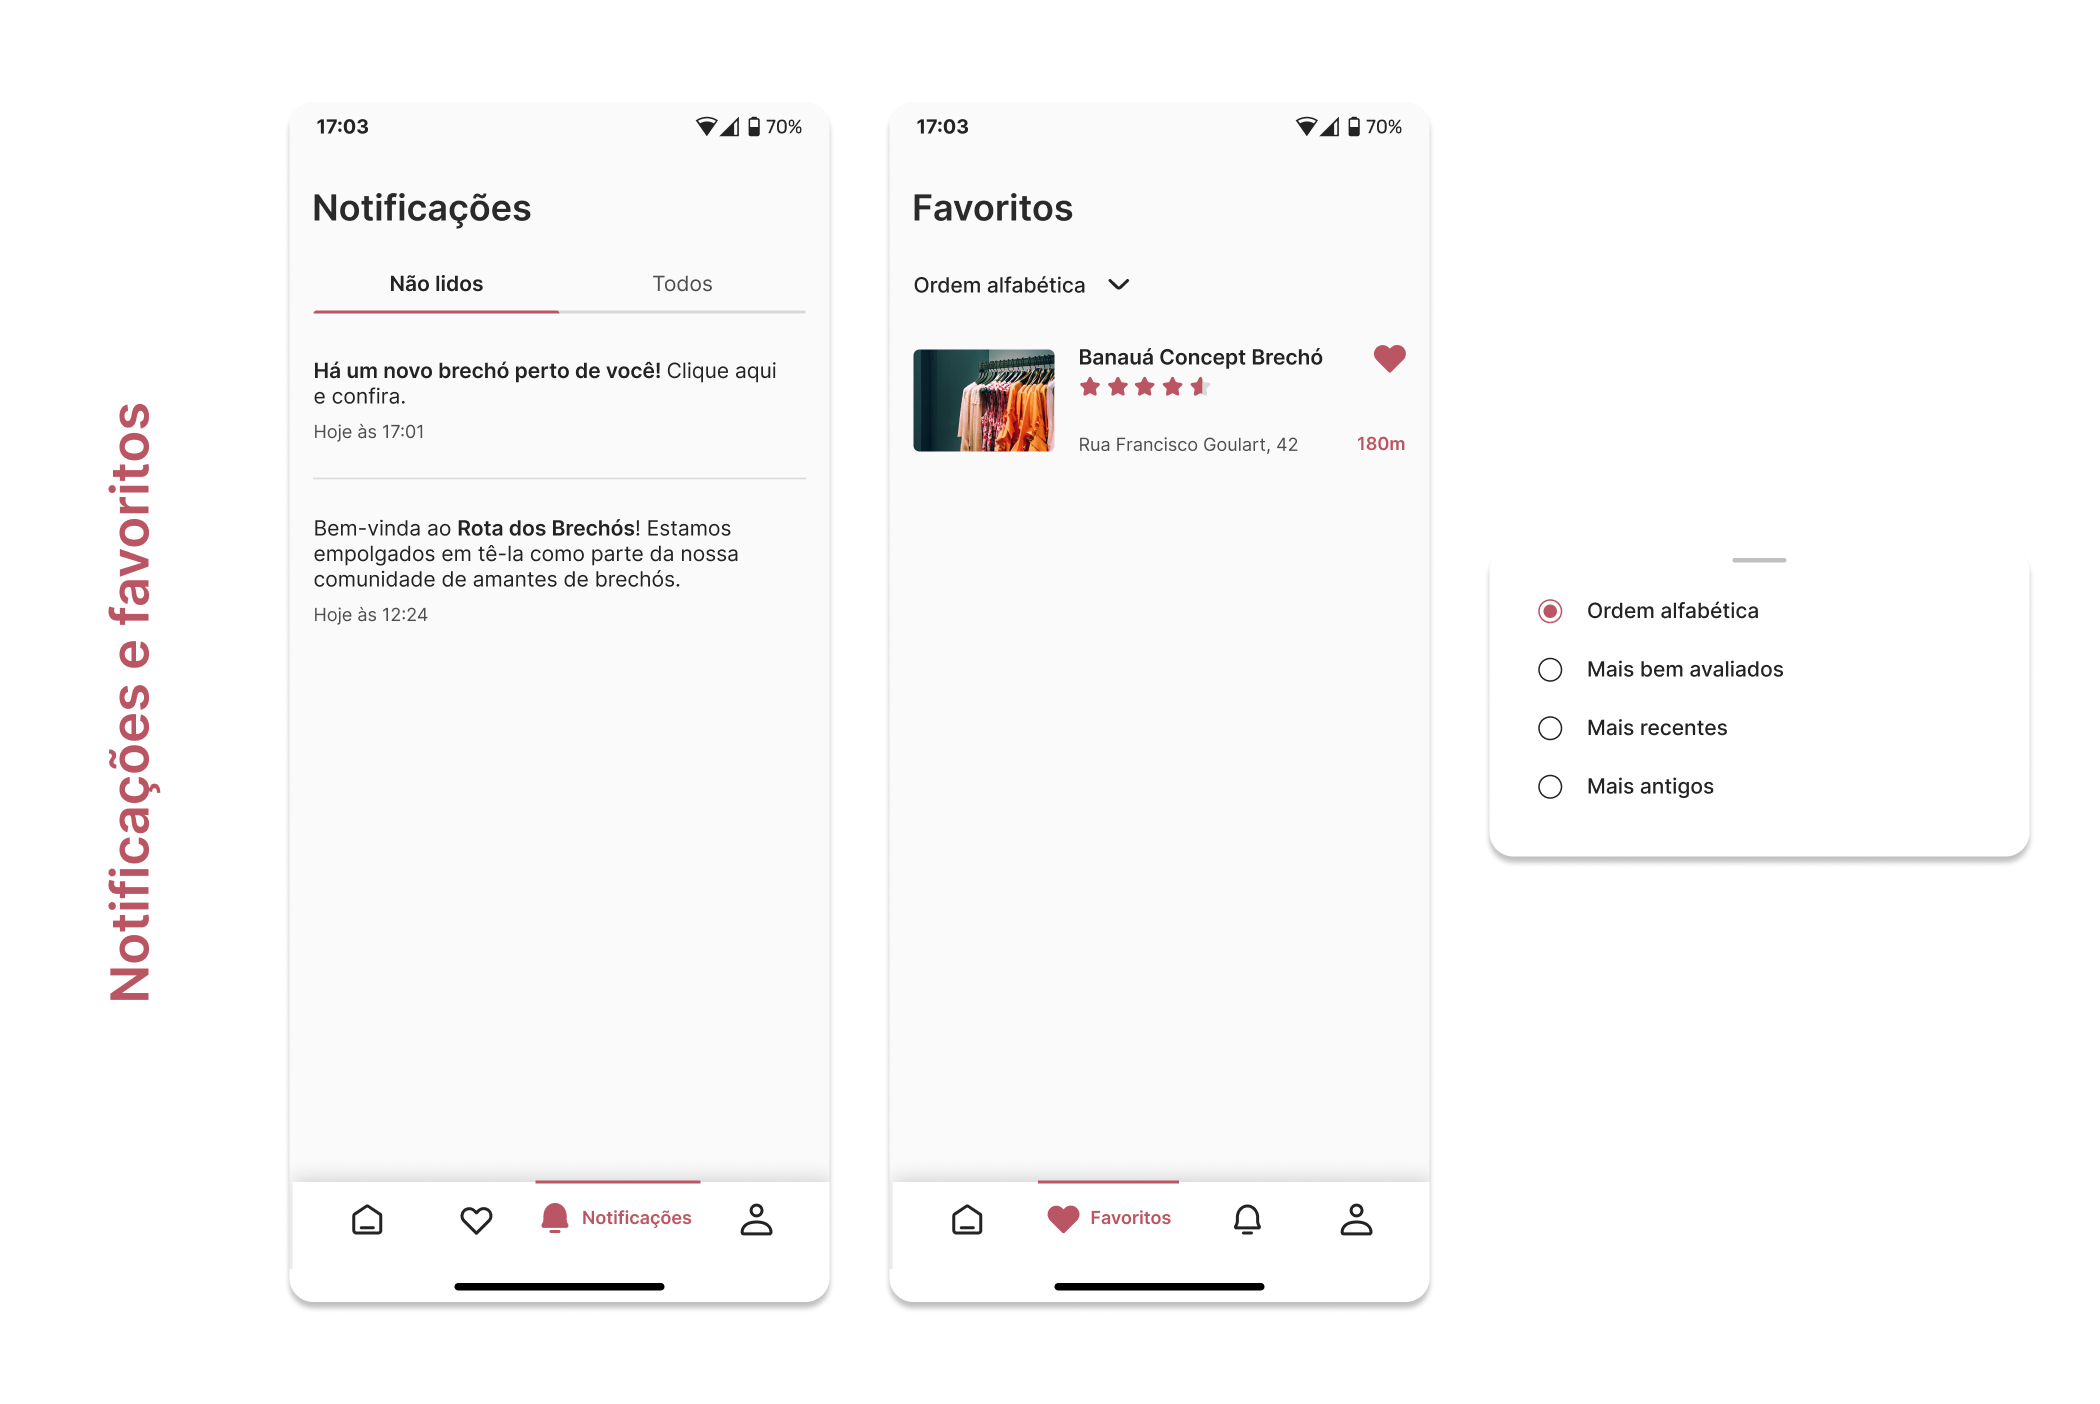 Notificações e favoritos
17:03
70%
Notificações
Não lidos
Todos
Há um novo brechó perto de você! Clique aqui
e confira.
Hoje às 17:01
Bem-vinda ao Rota dos Brechós! Estamos
empolgados em tê-la como parte da nossa
comunidade de amantes de brechós.
Hoje às 12:24
Notificações
17:03
70%
Favoritos
Ordem alfabética
Banauá Concept Brechó
Rua Francisco Goulart, 42
180m
Favoritos
Ordem alfabética
Mais bem avaliados
Mais recentes
Mais antigos